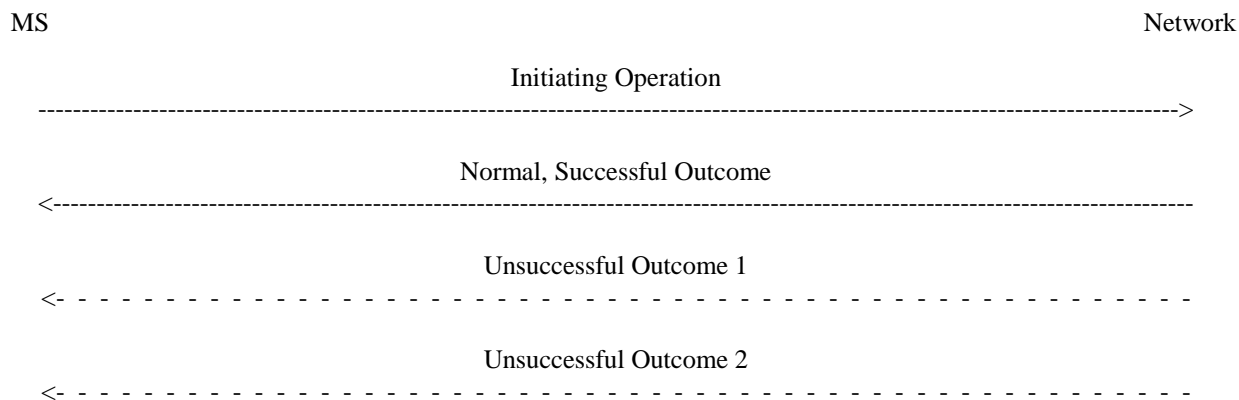 MS Network
Initiating Operation
------------------------------------------------------------------------------------------------------------------------------------>
Normal, Successful Outcome
<------------------------------------------------------------------------------------------------------------------------------------
Unsuccessful Outcome 1
<- - - - - - - - - - - - - - - - - - - - - - - - - - - - - - - - - - - - - - - - - - - - - - - - - - - - -
Unsuccessful Outcome 2
<- - - - - - - - - - - - - - - - - - - - - - - - - - - - - - - - - - - - - - - - - - - - - - - - - - - - -